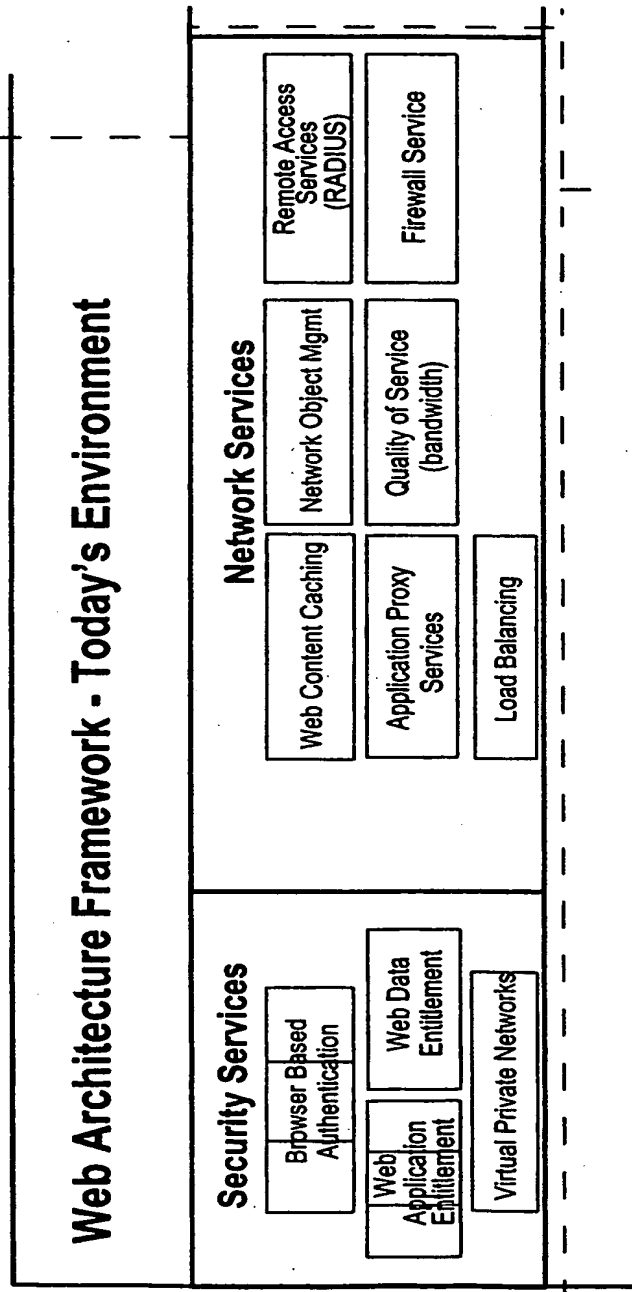 Web Architecture Framework - Today's Environment
Security Services
Browser Based
Authentication
Web
Application
Entitlement
Web Data
Entitlement
Virtual Private Networks
Network Services
Web Content Caching
Network Object Mgmt
Remote Access
Services
(RADIUS)
Application Proxy
Services
Quality of Service
(bandwidth)
Firewall Service
Load Balancing